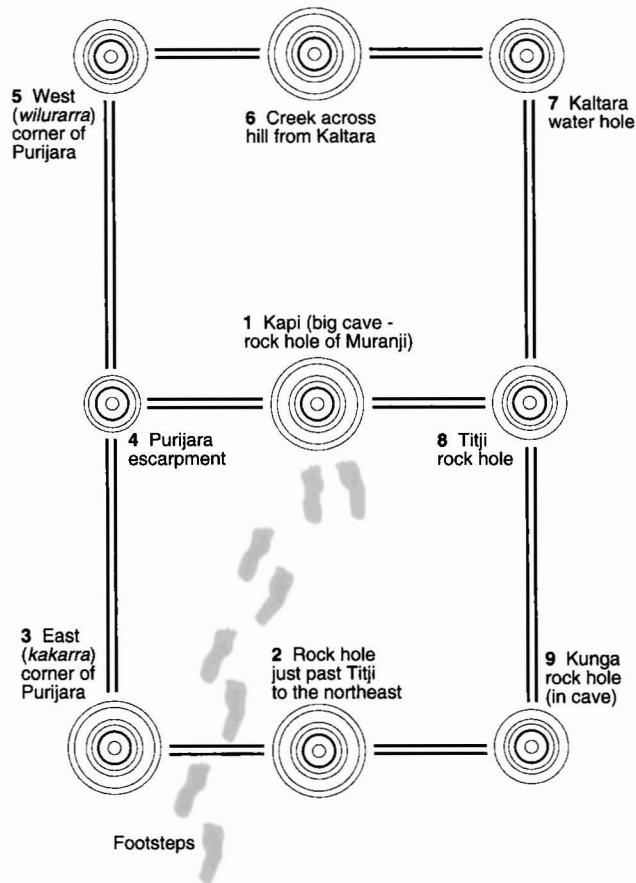 5 West
(wilurarra)
corner of
Purijara
6 Creek across
hill from Kaltara
7 Kaltara
water hole
1 Kapi (big cave -
rock hole of Muranji)
4 Purijara
escarpment
8 Titji
rock hole
3 East
(kakarra)
corner of
Purijara
2 Rock hole
just past Titji
to the northeast
9 Kunga
rock hole
(in cave)
Footsteps